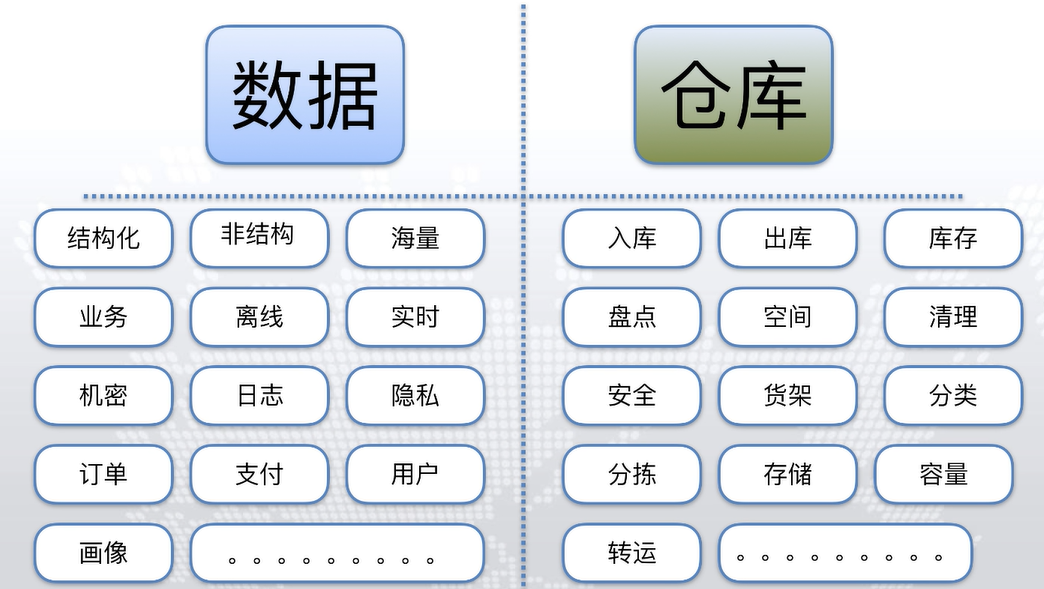 数据
仓库
结构化
非结构
海量
入库
出库
库存
业务
离线
实时
盘点
空间
清理
机密
日志
隐私
安全
货架
分类
订单
支付
用户
分拣
存储
容量
画像
。。。。。。。。。
转运
。。。。。。。。。